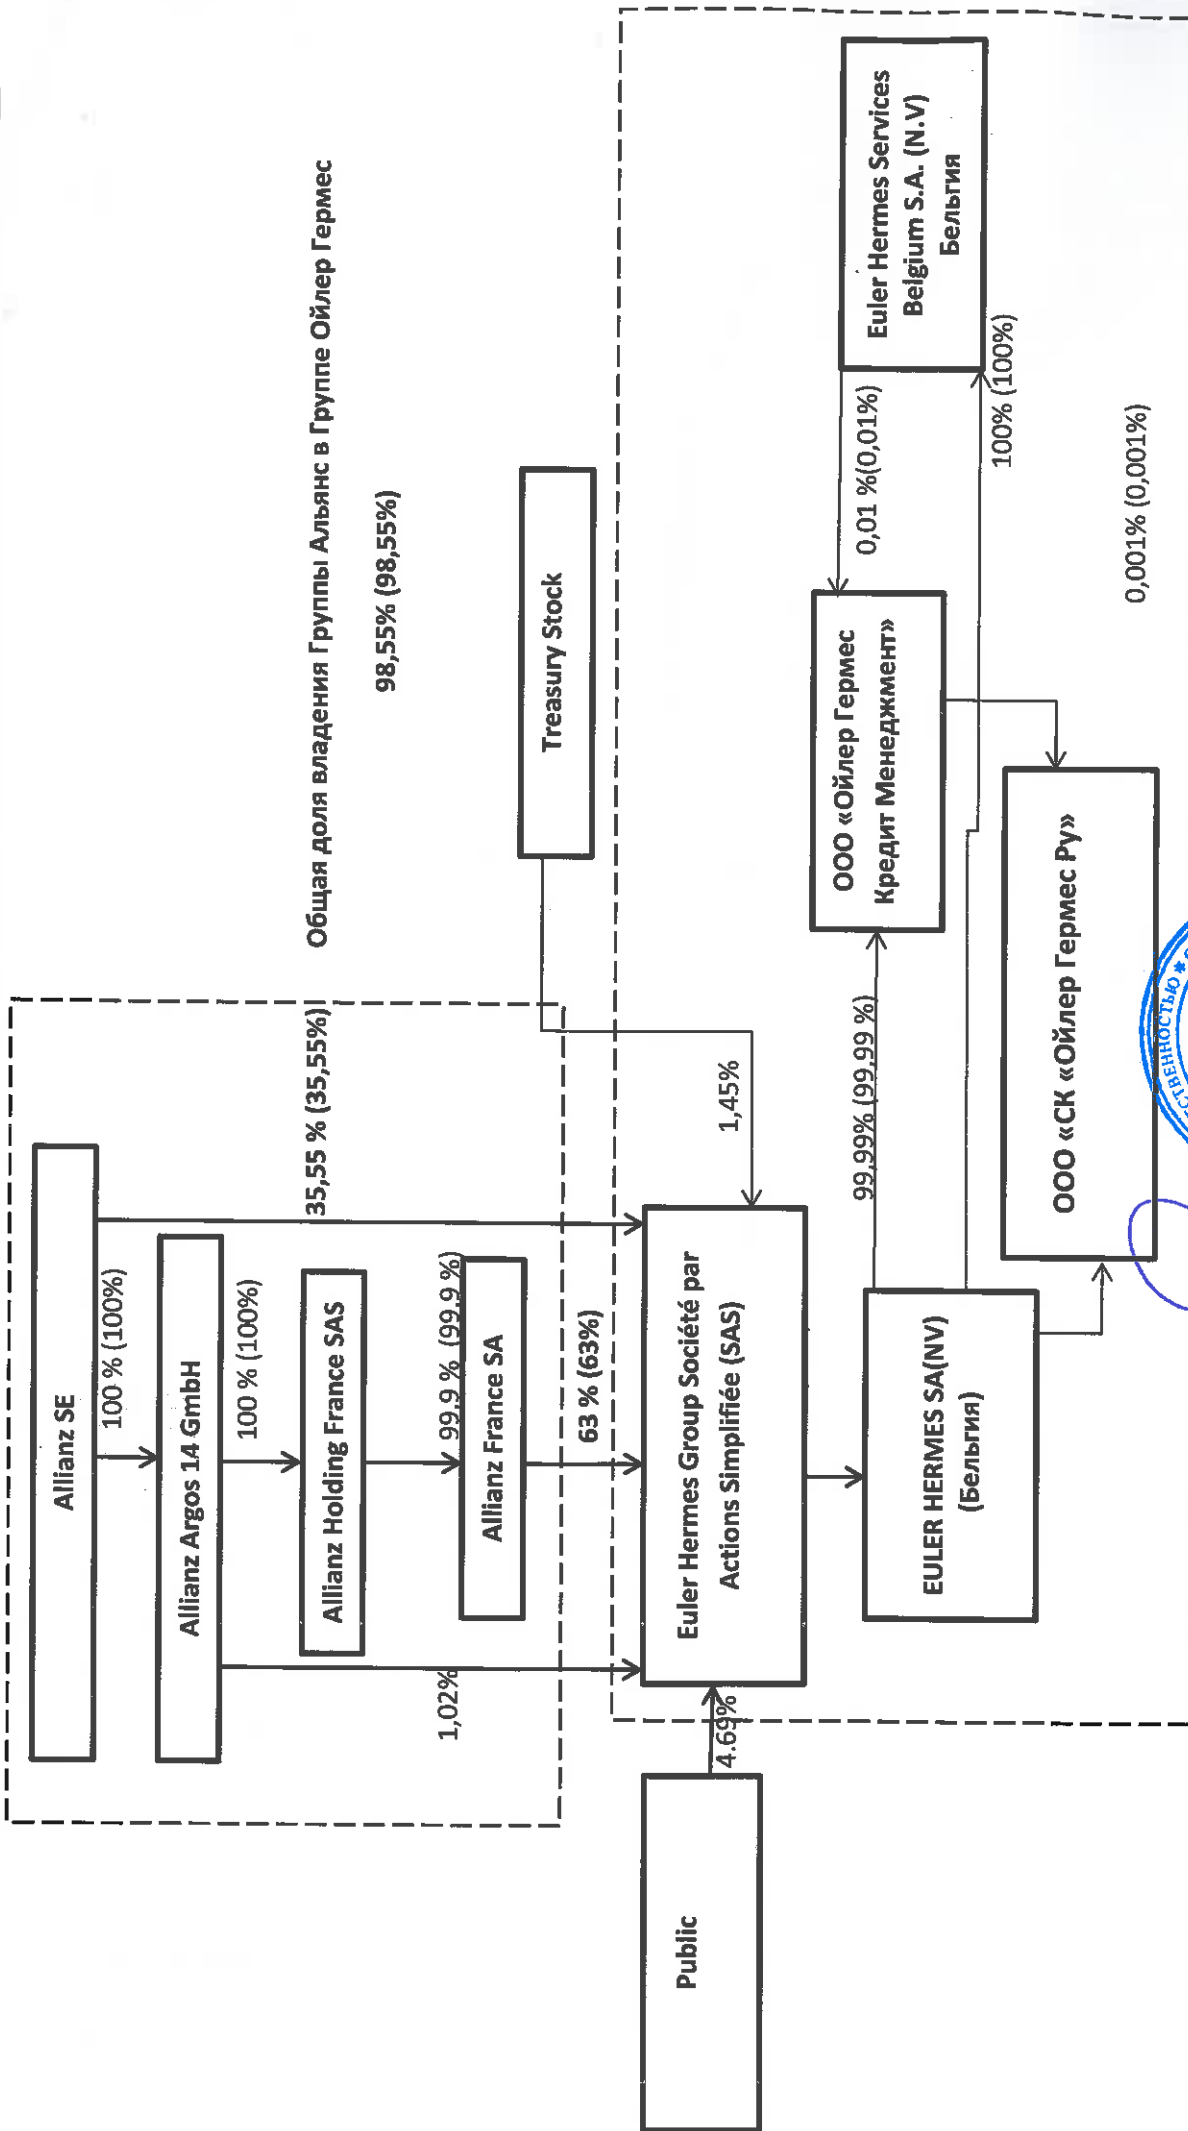 Общая доля владения Группы Альянс в Группе Ойлер Гермес
98,55% (98,55%)
Allianz SE
100 % (100%)
35,55 % (35,55%)
Allianz Argos 14 GmbH
100 % (100%)
Allianz Holding France SAS
99,9 % (99,9 %)
Allianz France SA
1,02%
63 % (63%)
Treasury Stock
1,45%
Public
4.69%
Euler Hermes Group Société par
Actions Simplifiée (SAS)
Euler Hermes Services
Belgium S.A. (N.V)
Бельгия
0,01 %(0,01%)
ООО «Ойлер Гермес
Кредит Менеджмент»
99,99% (99,99 %)
100% (100%)
EULER HERMES SA(NV)
(Бельгия)
ООО «СК «Ойлер Гермес Ру»
0,001% (0,001%)
СТВЕННОСТЬЮ *